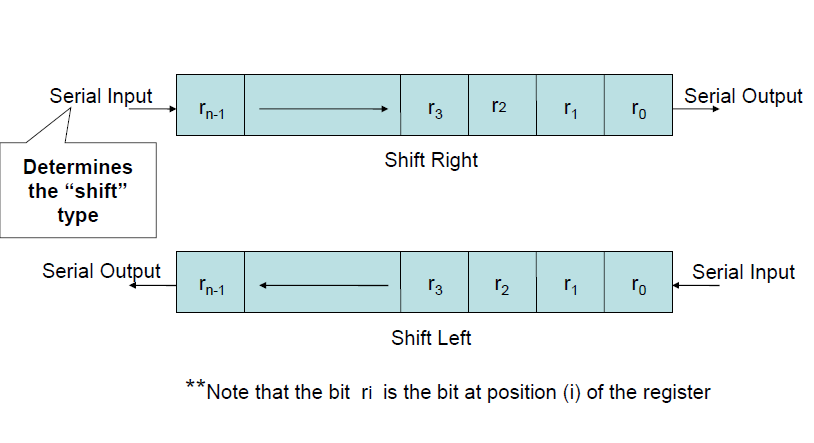 Serial Input
rn-1
r3
r2
r1
r0
Serial Output
Determines
the “shift”
type
Shift Right
Serial Output
rn-1
r3
r2
r1
r0
Serial Input
Shift Left
**Note that the bit ri is the bit at position (i) of the register